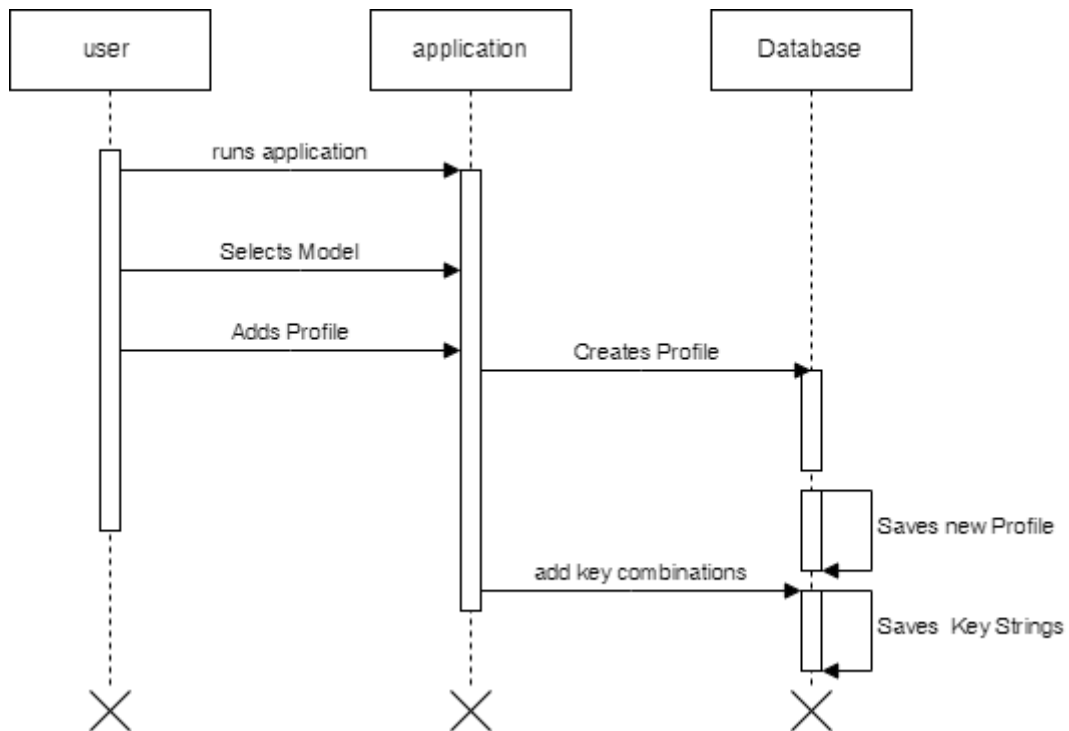 user
application
Database
runs application
Selects Model
Adds Profile
Creates Profile
Saves new Profile
add key combinations
Saves Key Strings